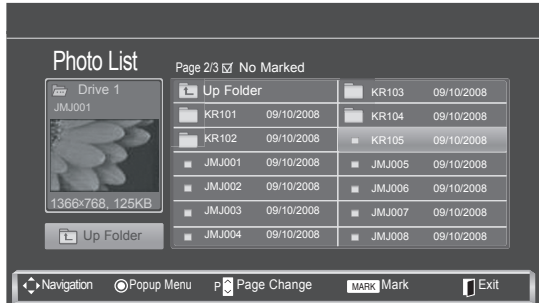 Photo List
Page 2/3 No Marked
Drive 1
JMJ001
1366x768, 125KB
Up Folder
Up Folder
KR101 09/10/2008
KR102 09/10/2008
JMJ001 09/10/2008
JMJ002 09/10/2008
JMJ003 09/10/2008
JMJ004 09/10/2008
KR103 09/10/2008
KR104 09/10/2008
KR105 09/10/2008
JMJ005 09/10/2008
JMJ006 09/10/2008
JMJ007 09/10/2008
JMJ008 09/10/2008
Navigation Popup Menu P Page Change MARK Mark Exit